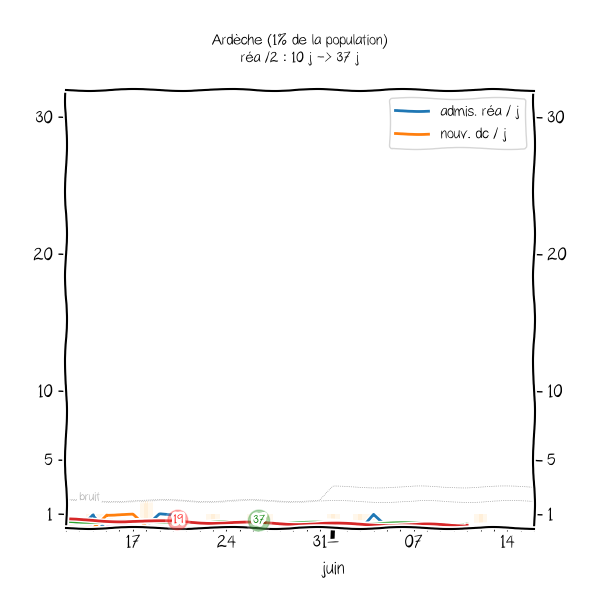 Ardèche (1% de la population)
réa /2 : 10 j -> 37 j
admis. réa / j
nouv. dc / j
30
30
20
20
10
10
5
5
bruit
1
19
37
1
17
24
31
07
14
juin